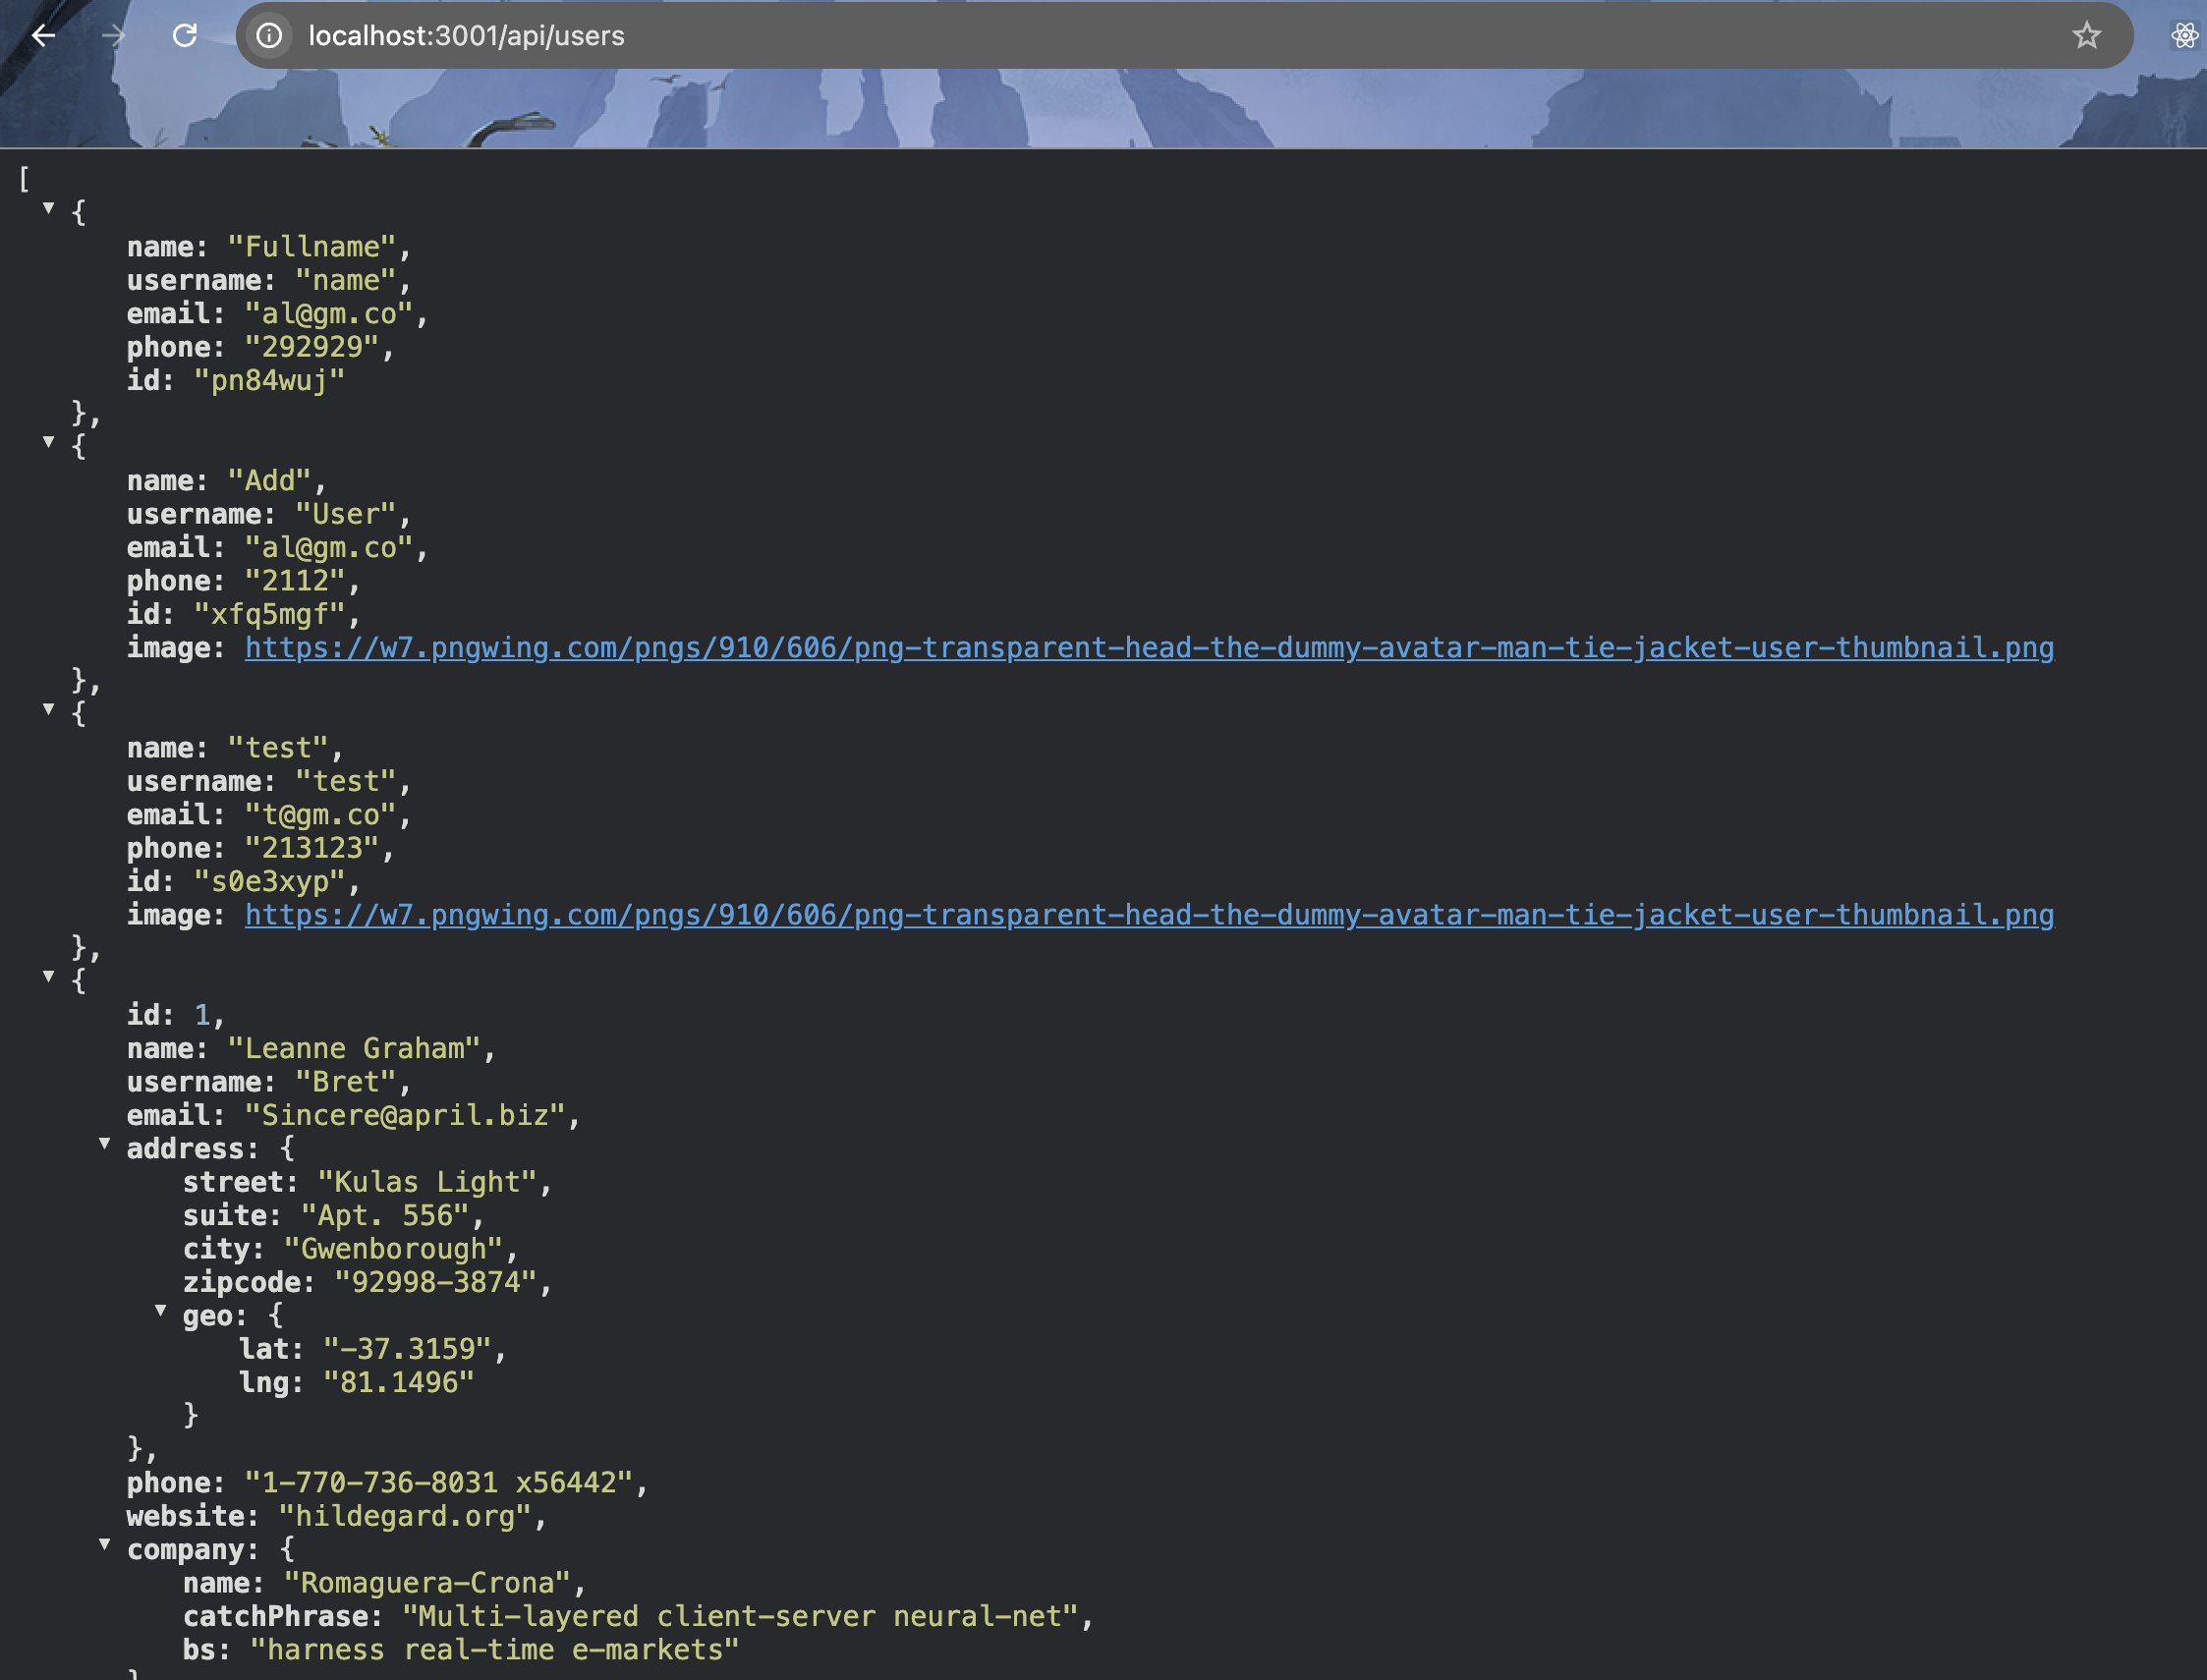 localhost:3001/api/users
[
{
name: "Fullname",
username: "name",
email: "al@gm.co",
phone: "292929",
id: "pn84wuj"
},
{
name: "Add",
username: "User",
email: "al@gm.co",
phone: "2112",
id: "xfq5mgf",
image: https://w7.pngwing.com/pngs/910/606/png-transparent-head-the-dummy-avatar-man-tie-jacket-user-thumbnail.png
},
{
name: "test",
username: "test",
email: "t@gm.co",
phone: "213123",
id: "s0e3xyp",
image: https://w7.pngwing.com/pngs/910/606/png-transparent-head-the-dummy-avatar-man-tie-jacket-user-thumbnail.png
},
{
id: 1,
name: "Leanne Graham",
username: "Bret",
email: "Sincere@april.biz",
address: {
street: "Kulas Light",
suite: "Apt. 556",
city: "Gwenborough",
zipcode: "92998-3874",
geo: {
lat: "-37.3159",
lng: "81.1496"
}
},
phone: "1-770-736-8031 x56442",
website: "hildegard.org",
company: {
name: "Romaguera-Crona",
catchPhrase: "Multi-layered client-server neural-net",
bs: "harness real-time e-markets"
}